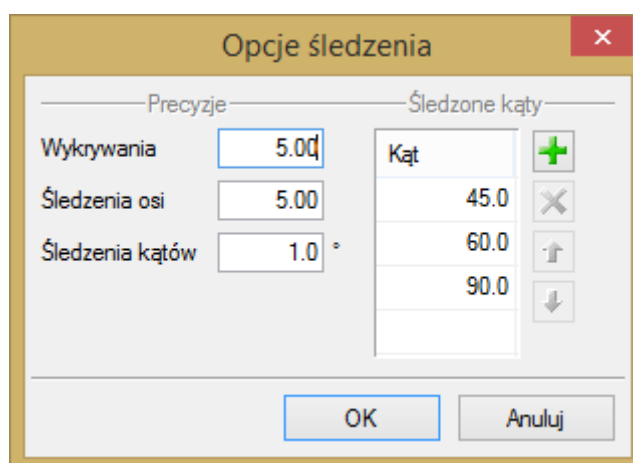 Opcje śledzenia
Precyzje
Wykrywania 5.00
Śledzenia osi 5.00
Śledzenia kątów 1.0 °
Śledzone kąty
Kąt
45.0
60.0
90.0
OK Anuluj